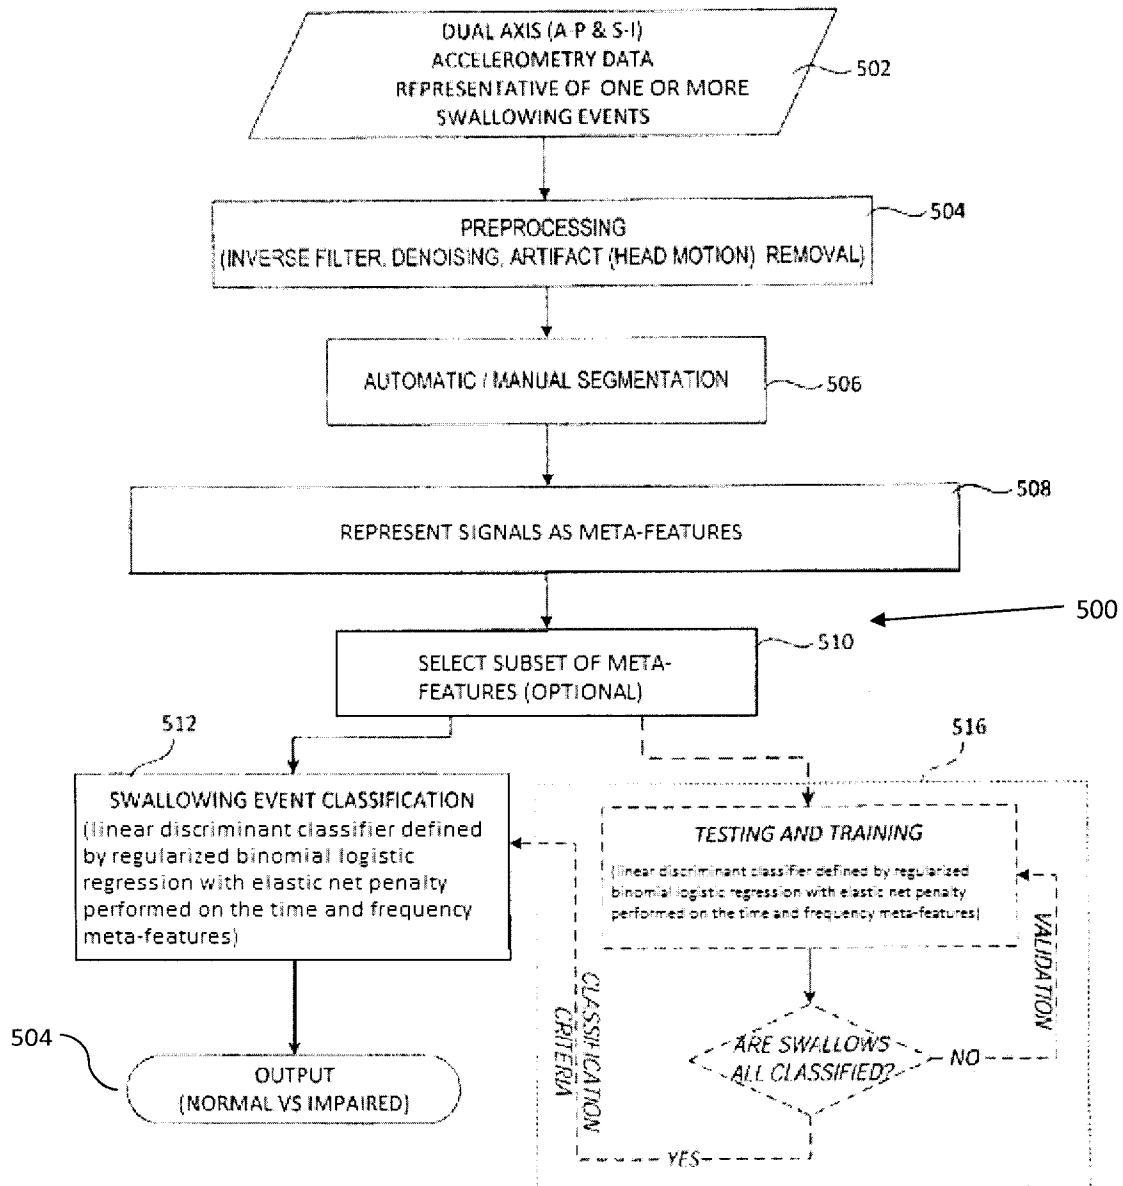 DUAL AXIS (A-P & S-I)
ACCELEROMETRY DATA
REPRESENTATIVE OF ONE OR MORE
SWALLOWING EVENTS
502
504
PREPROCESSING
(INVERSE FILTER, DENOISING, ARTIFACT (HEAD MOTION) REMOVAL)
AUTOMATIC / MANUAL SEGMENTATION
506
508
REPRESENT SIGNALS AS META-FEATURES
500
510
SELECT SUBSET OF META-
FEATURES (OPTIONAL)
512
516
SWALLOWING EVENT CLASSIFICATION
(linear discriminant classifier defined
by regularized binomial logistic
regression with elastic net penalty
performed on the time and frequency
meta-features)
TESTING AND TRAINING
(linear discriminant classifier defined by regularized
binomial logistic regression with elastic net penalty
performed on the time and frequency meta-features)
VALIDATION
CLASSIFICATION
CRITERIA
ARE SWALLOWS
ALL CLASSIFIED?
NO
YES
504
OUTPUT
(NORMAL VS IMPAIRED)